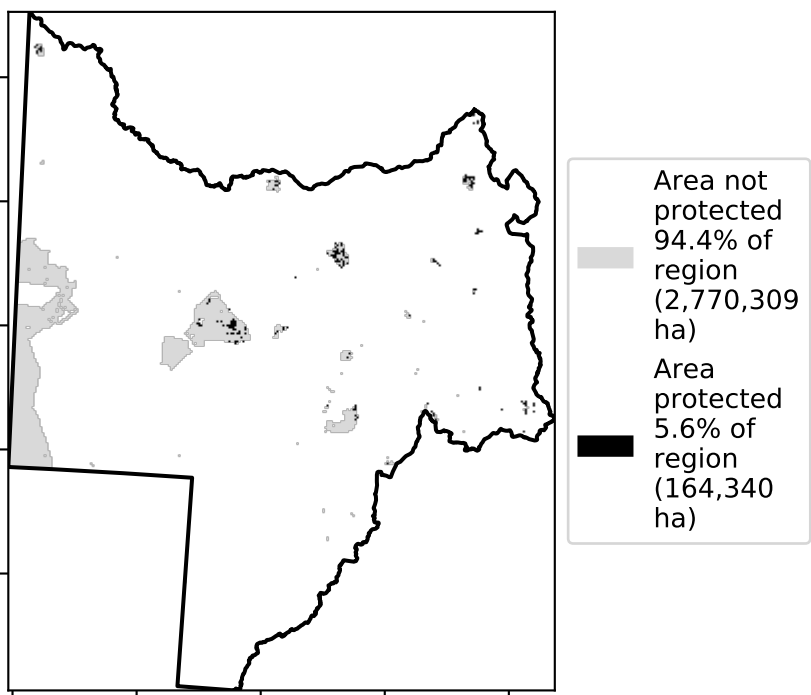 Area not
protected
94.4% of
region
(2,770,309
ha)
Area
protected
5.6% of
region
(164,340
ha)